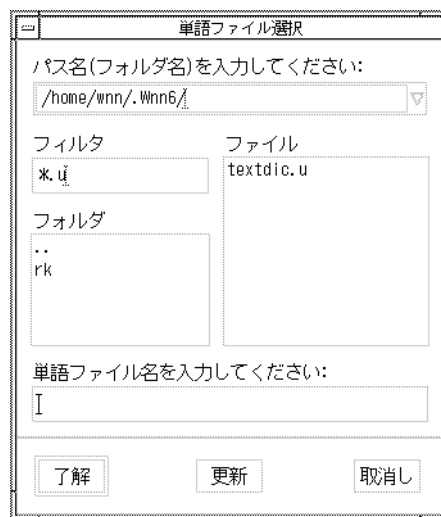 単語ファイル選択
パス名(フォルダ名)を入力してください:
/home/wnn/.Wnn6/
フィルタ
*.u
ファイル
textdic.u
フォルダ
..
rk
単語ファイル名を入力してください:
了解
更新
取消し